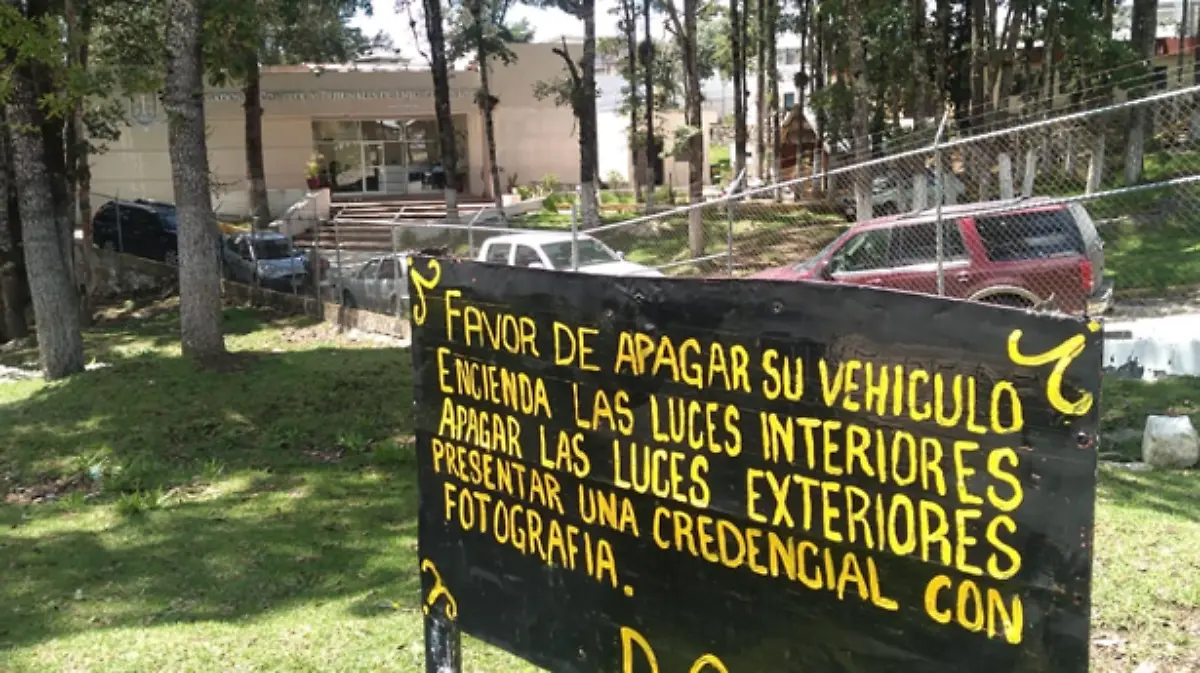 FAVOR DE APAGAR SU VEHICULO
ENCIENDA LAS LUCES INTERIORES
APAGAR LAS LUCES EXTERIORES
PRESENTAR UNA CREDENCIAL CON
FOTOGRAFIA.